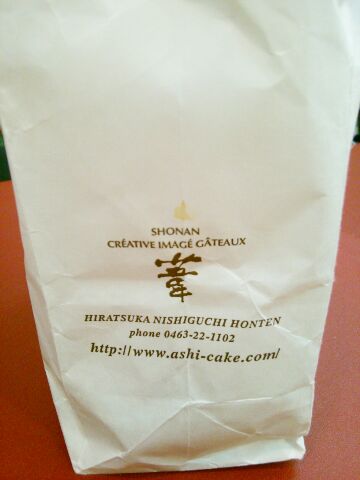 SHONAN
CRÉATIVE IMAGÉ GÂTEAUX
葦
HIRATSUKA NISHIGUCHI HONTEN
phone 0463-22-1102
http://www.ashi-cake.com/